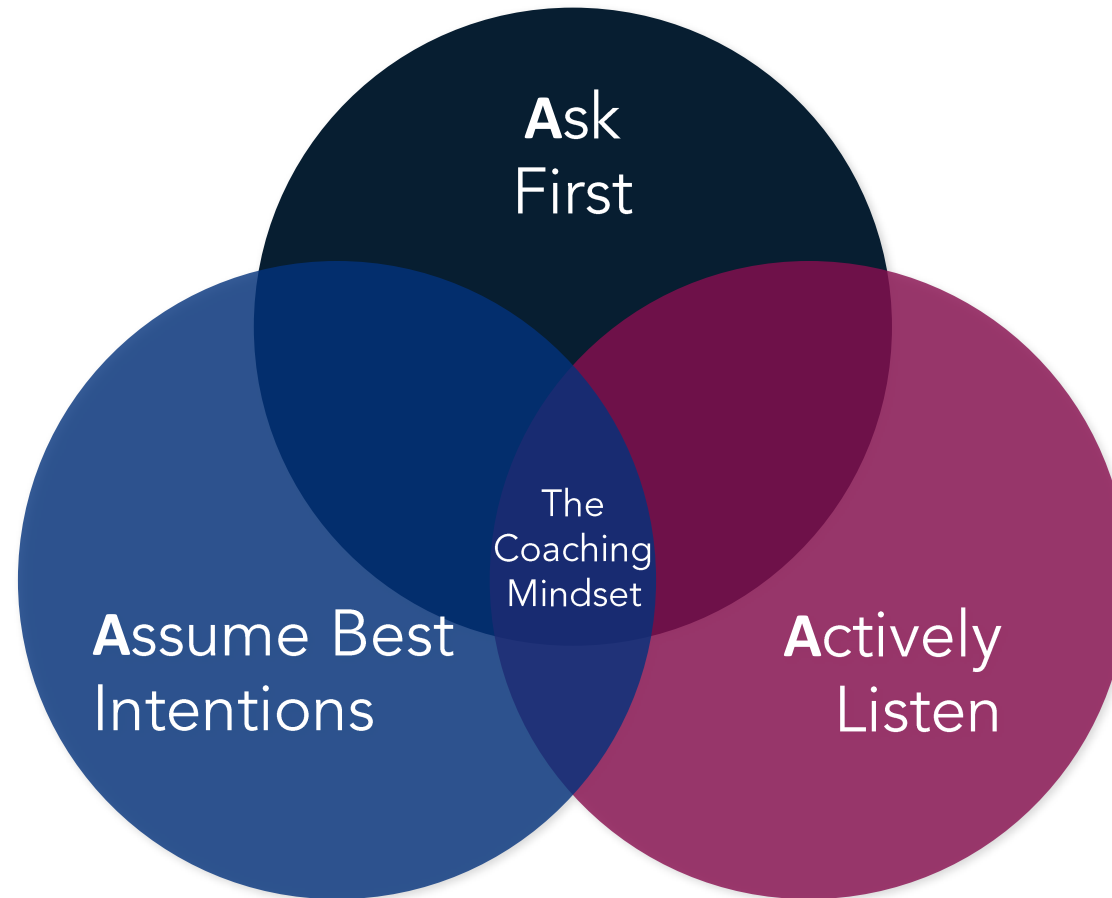 Ask
First
The
Coaching
Mindset
Assume Best
Intentions
Actively
Listen